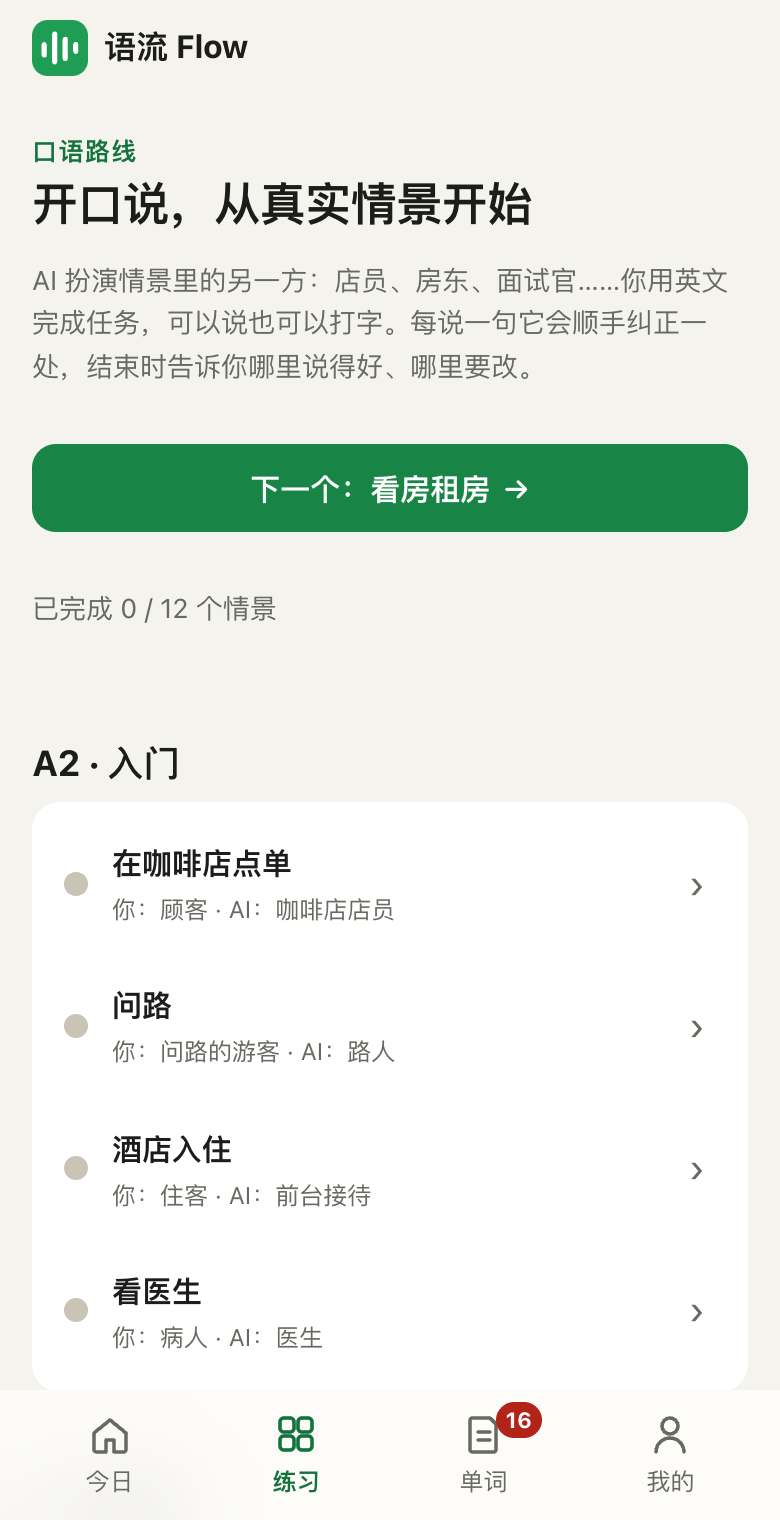 语流 Flow
口语路线
开口说，从真实情景开始
AI 扮演情景里的另一方：店员、房东、面试官……你用英文
完成任务，可以说也可以打字。每说一句它会顺手纠正一
处，结束时告诉你哪里说得好、哪里要改。
下一个：看房租房 →
已完成 0 / 12 个情景
A2 · 入门
在咖啡店点单
你：顾客 · AI：咖啡店店员
问路
你：问路的游客 · AI：路人
酒店入住
你：住客 · AI：前台接待
看医生
你：病人 · AI：医生
16
今日
练习
单词
我的